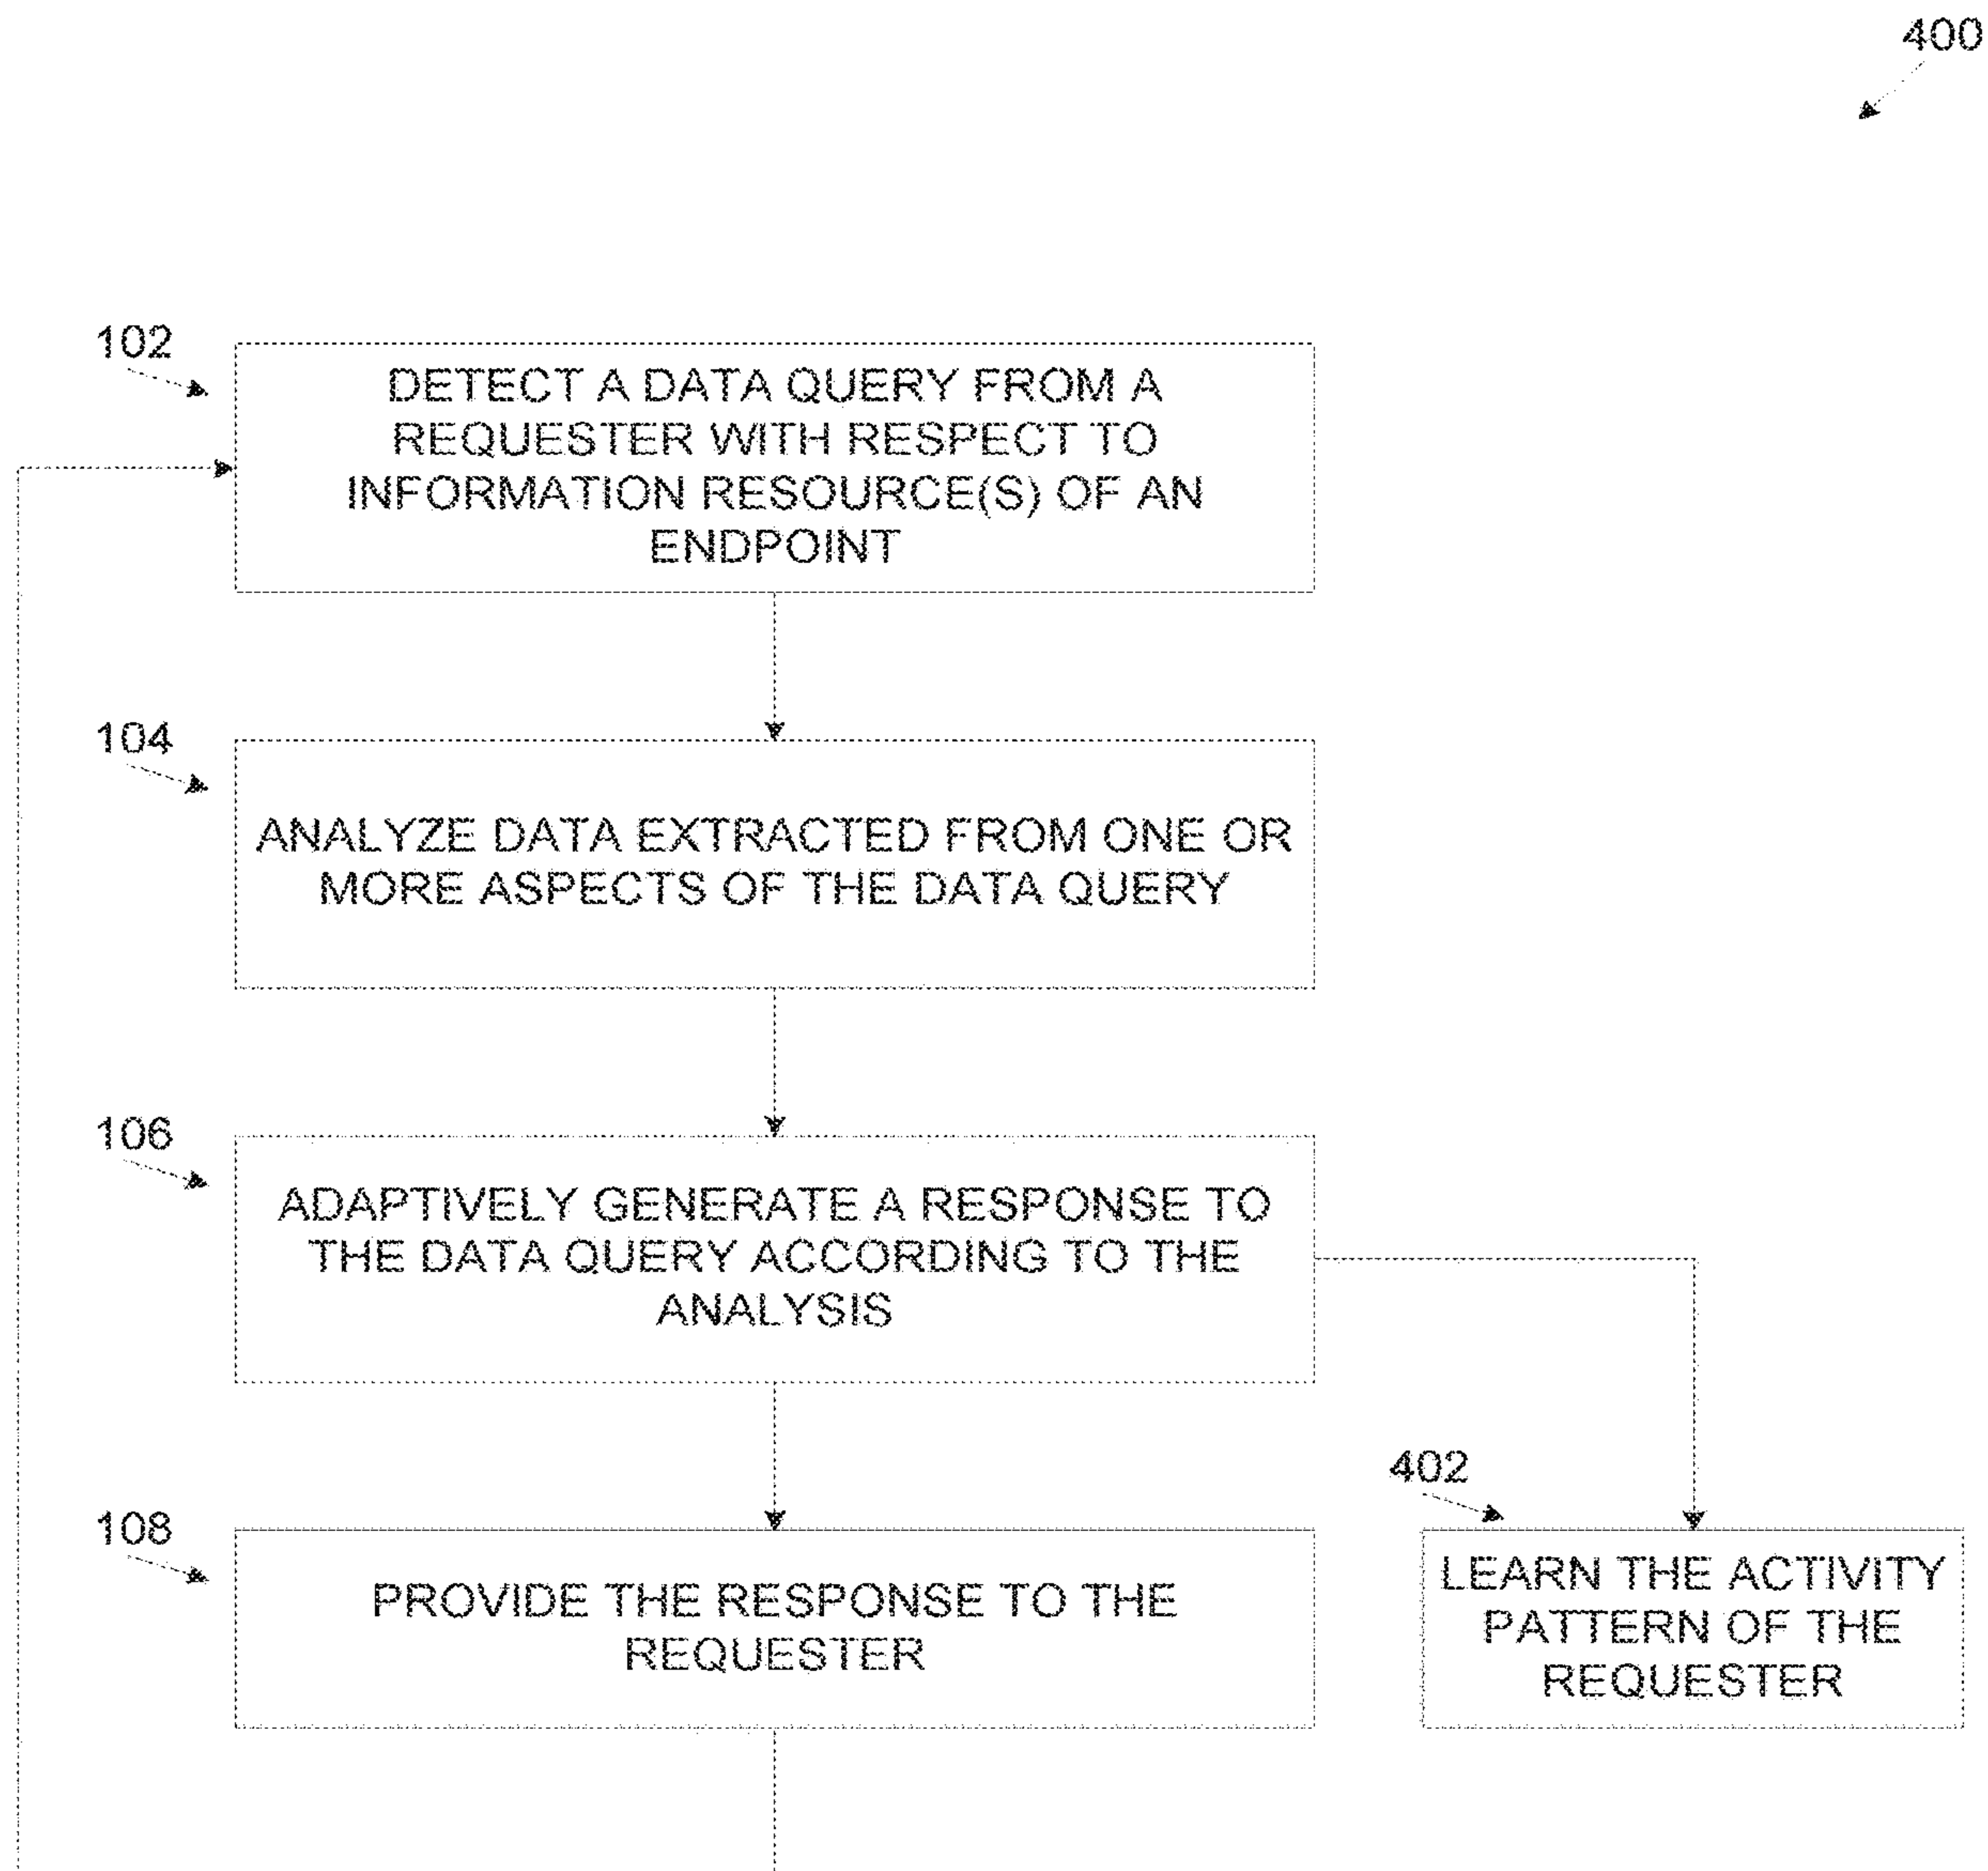 400
102
DETECT A DATA QUERY FROM A
REQUESTER WITH RESPECT TO
INFORMATION RESOURCE(S) OF AN
ENDPOINT
104
ANALYZE DATA EXTRACTED FROM ONE OR
MORE ASPECTS OF THE DATA QUERY
106
ADAPTIVELY GENERATE A RESPONSE TO
THE DATA QUERY ACCORDING TO THE
ANALYSIS
108
PROVIDE THE RESPONSE TO THE
REQUESTER
402
LEARN THE ACTIVITY
PATTERN OF THE
REQUESTER